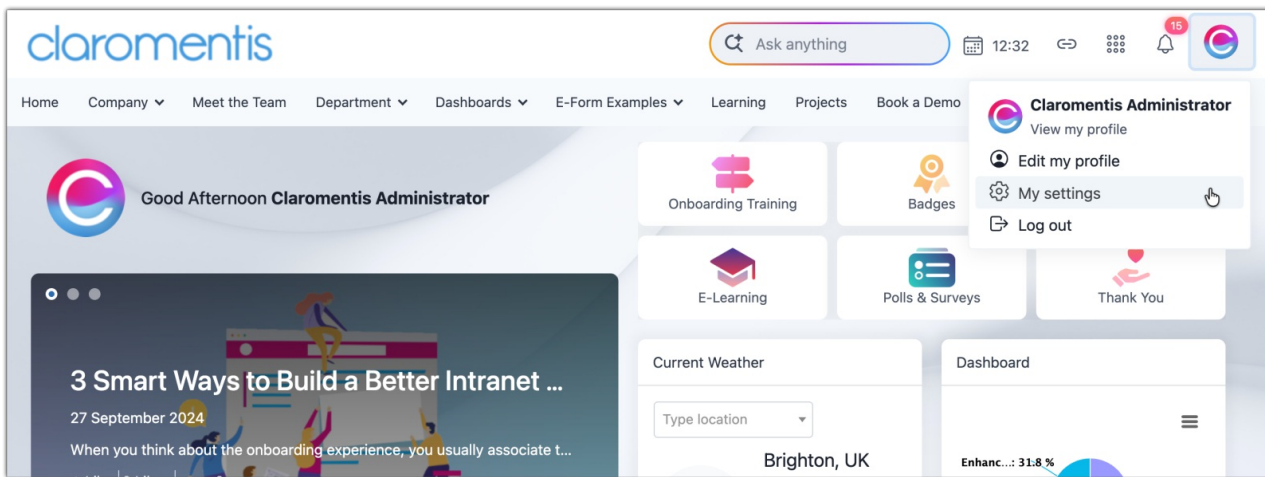 claromentis
Ask anything
12:32
15
Home
Company
Meet the Team
Department
Dashboards
E-Form Examples
Learning
Projects
Book a Demo
Claromentis Administrator
View my profile
Edit my profile
My settings
Log out
Good Afternoon Claromentis Administrator
Onboarding Training
Badges
E-Learning
Polls & Surveys
Thank You
3 Smart Ways to Build a Better Intranet ...
27 September 2024
When you think about the onboarding experience, you usually associate t...
Current Weather
Type location
Brighton, UK
Dashboard
Enhanc...: 31.8 %